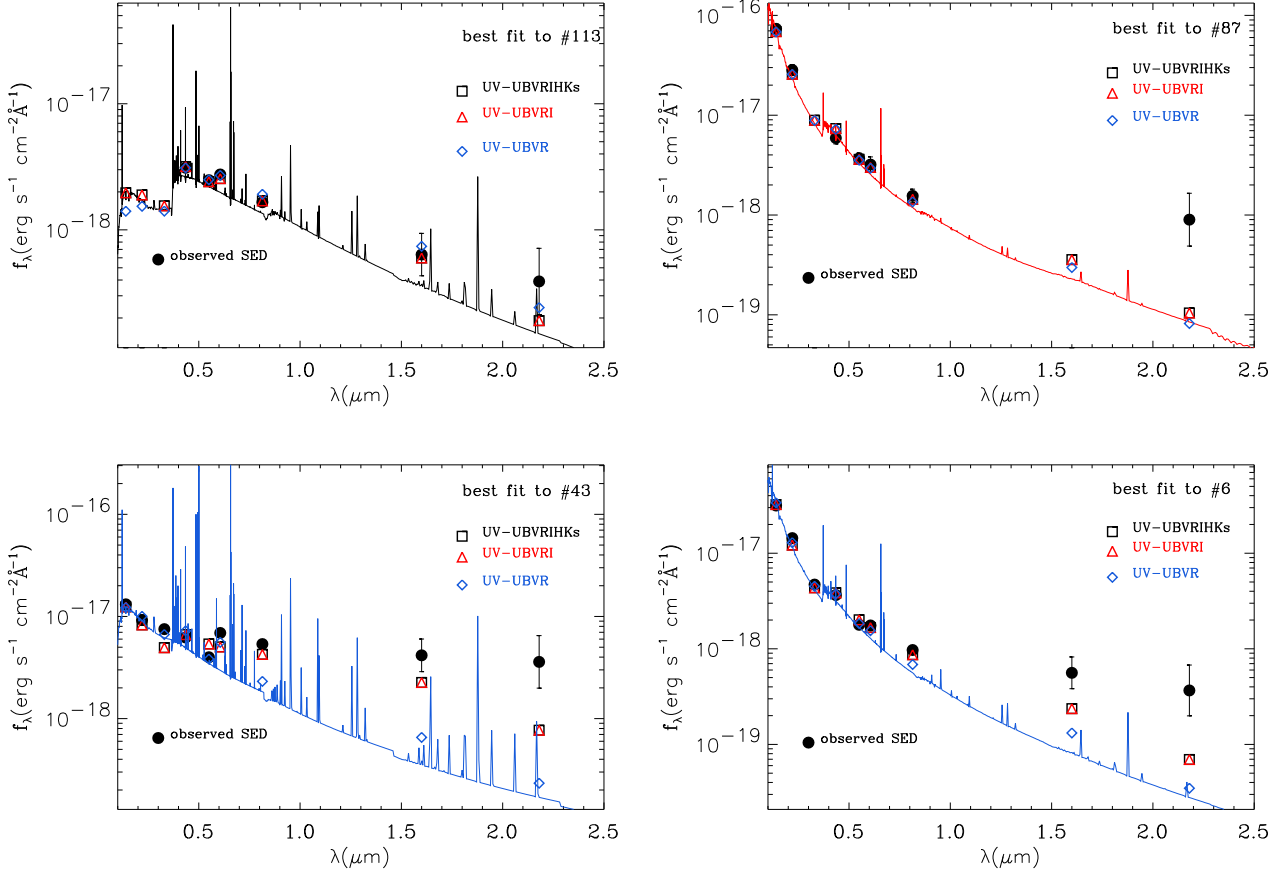 best fit to #113
UV-UBVRIHKs
UV-UBVRI
UV-UBVR
observed SED
10⁻¹⁷
10⁻¹⁸
fλ(erg s⁻¹ cm⁻²Å⁻¹)
0.5 1.0 1.5 2.0 2.5
λ(μm)
best fit to #87
UV-UBVRIHKs
UV-UBVRI
UV-UBVR
observed SED
10⁻¹⁶
10⁻¹⁷
10⁻¹⁸
10⁻¹⁹
fλ(erg s⁻¹ cm⁻²Å⁻¹)
0.5 1.0 1.5 2.0 2.5
λ(μm)
best fit to #43
UV-UBVRIHKs
UV-UBVRI
UV-UBVR
observed SED
10⁻¹⁶
10⁻¹⁷
10⁻¹⁸
fλ(erg s⁻¹ cm⁻²Å⁻¹)
0.5 1.0 1.5 2.0 2.5
λ(μm)
best fit to #6
UV-UBVRIHKs
UV-UBVRI
UV-UBVR
observed SED
10⁻¹⁷
10⁻¹⁸
10⁻¹⁹
fλ(erg s⁻¹ cm⁻²Å⁻¹)
0.5 1.0 1.5 2.0 2.5
λ(μm)